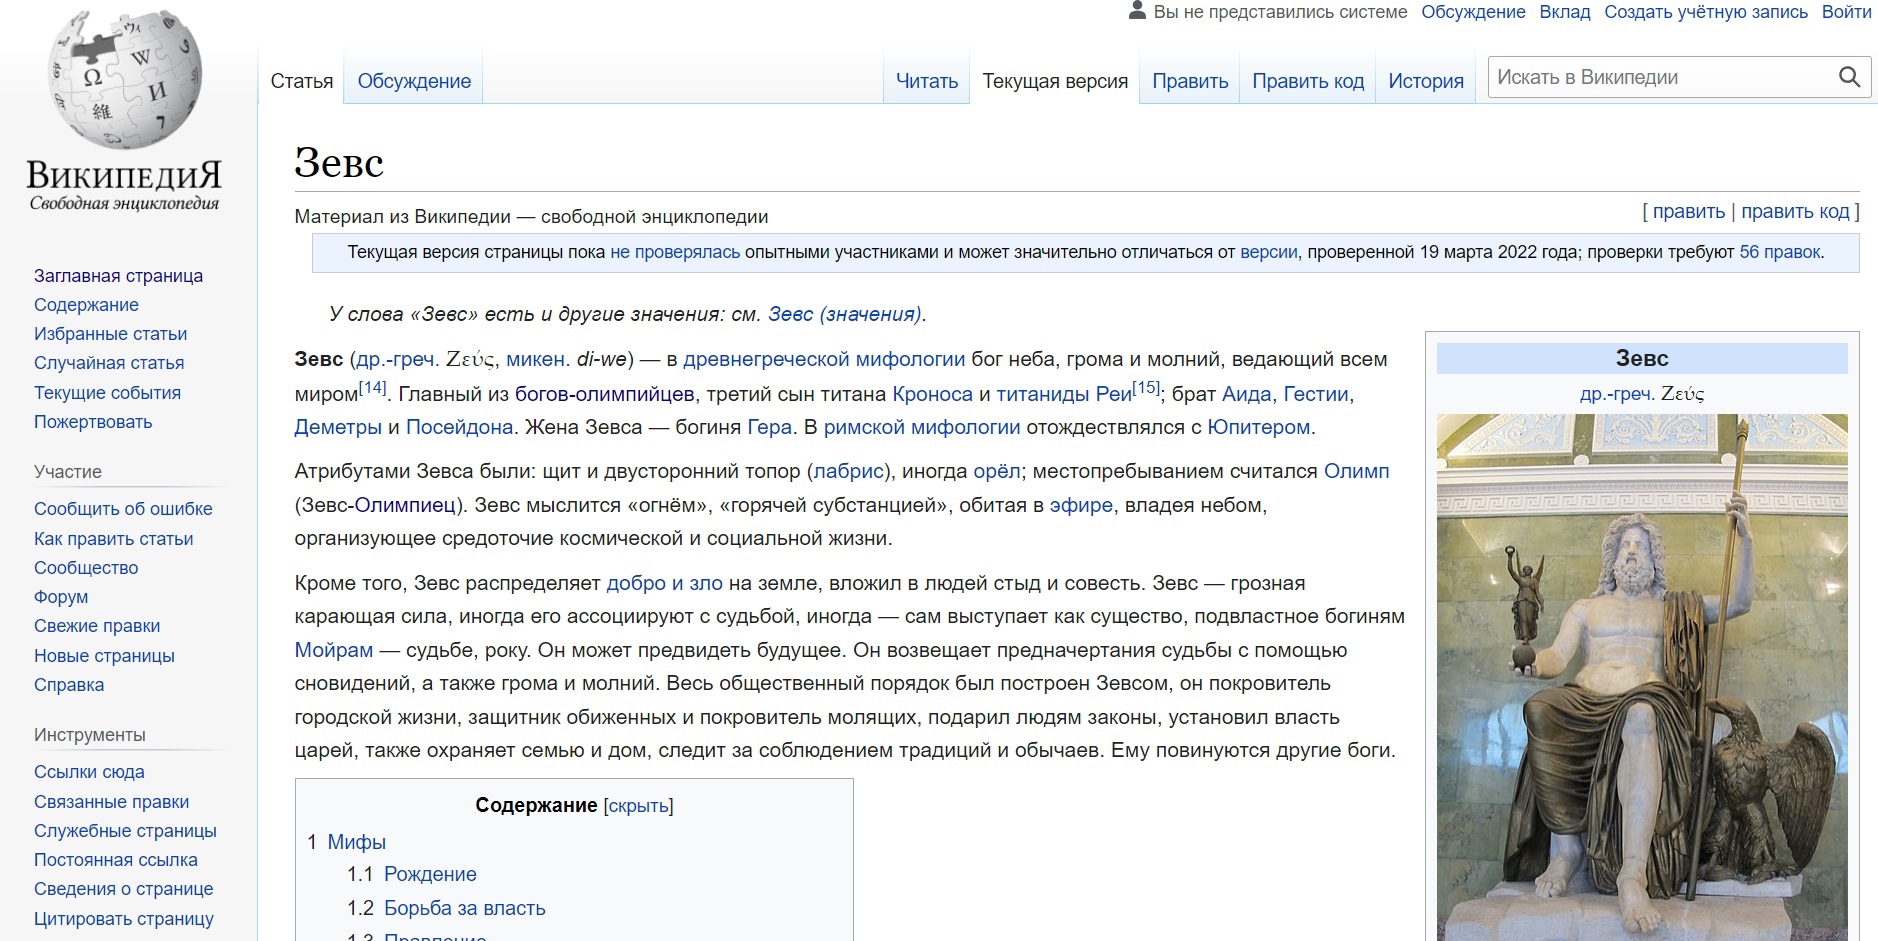 Вы не представились системе Обсуждение Вклад Создать учётную запись Войти
Статья Обсуждение Читать Текущая версия Править Править код История Искать в Википедии
Ω W И 維 7
ВикипедиЯ
Свободная энциклопедия
Заглавная страница
Содержание
Избранные статьи
Случайная статья
Текущие события
Пожертвовать
Участие
Сообщить об ошибке
Как править статьи
Сообщество
Форум
Свежие правки
Новые страницы
Справка
Инструменты
Ссылки сюда
Связанные правки
Служебные страницы
Постоянная ссылка
Сведения о странице
Цитировать страницу
Зевс
Материал из Википедии — свободной энциклопедии
[ править | править код ]
Текущая версия страницы пока не проверялась опытными участниками и может значительно отличаться от версии, проверенной 19 марта 2022 года; проверки требуют 56 правок.
У слова «Зевс» есть и другие значения: см. Зевс (значения).
Зевс (др.-греч. Ζεύς, микен. di-we) — в древнегреческой мифологии бог неба, грома и молний, ведающий всем
миром[14]. Главный из богов-олимпийцев, третий сын титана Кроноса и титаниды Реи[15]; брат Аида, Гестии,
Деметры и Посейдона. Жена Зевса — богиня Гера. В римской мифологии отождествлялся с Юпитером.
Атрибутами Зевса были: щит и двусторонний топор (лабрис), иногда орёл; местопребыванием считался Олимп
(Зевс-Олимпиец). Зевс мыслится «огнём», «горячей субстанцией», обитая в эфире, владея небом,
организующее средоточие космической и социальной жизни.
Кроме того, Зевс распределяет добро и зло на земле, вложил в людей стыд и совесть. Зевс — грозная
карающая сила, иногда его ассоциируют с судьбой, иногда — сам выступает как существо, подвластное богиням
Мойрам — судьбе, року. Он может предвидеть будущее. Он возвещает предначертания судьбы с помощью
сновидений, а также грома и молний. Весь общественный порядок был построен Зевсом, он покровитель
городской жизни, защитник обиженных и покровитель молящих, подарил людям законы, установил власть
царей, также охраняет семью и дом, следит за соблюдением традиций и обычаев. Ему повинуются другие боги.
Содержание [скрыть]
1 Мифы
1.1 Рождение
1.2 Борьба за власть
1.3 Правление
Зевс
др.-греч. Ζεύς